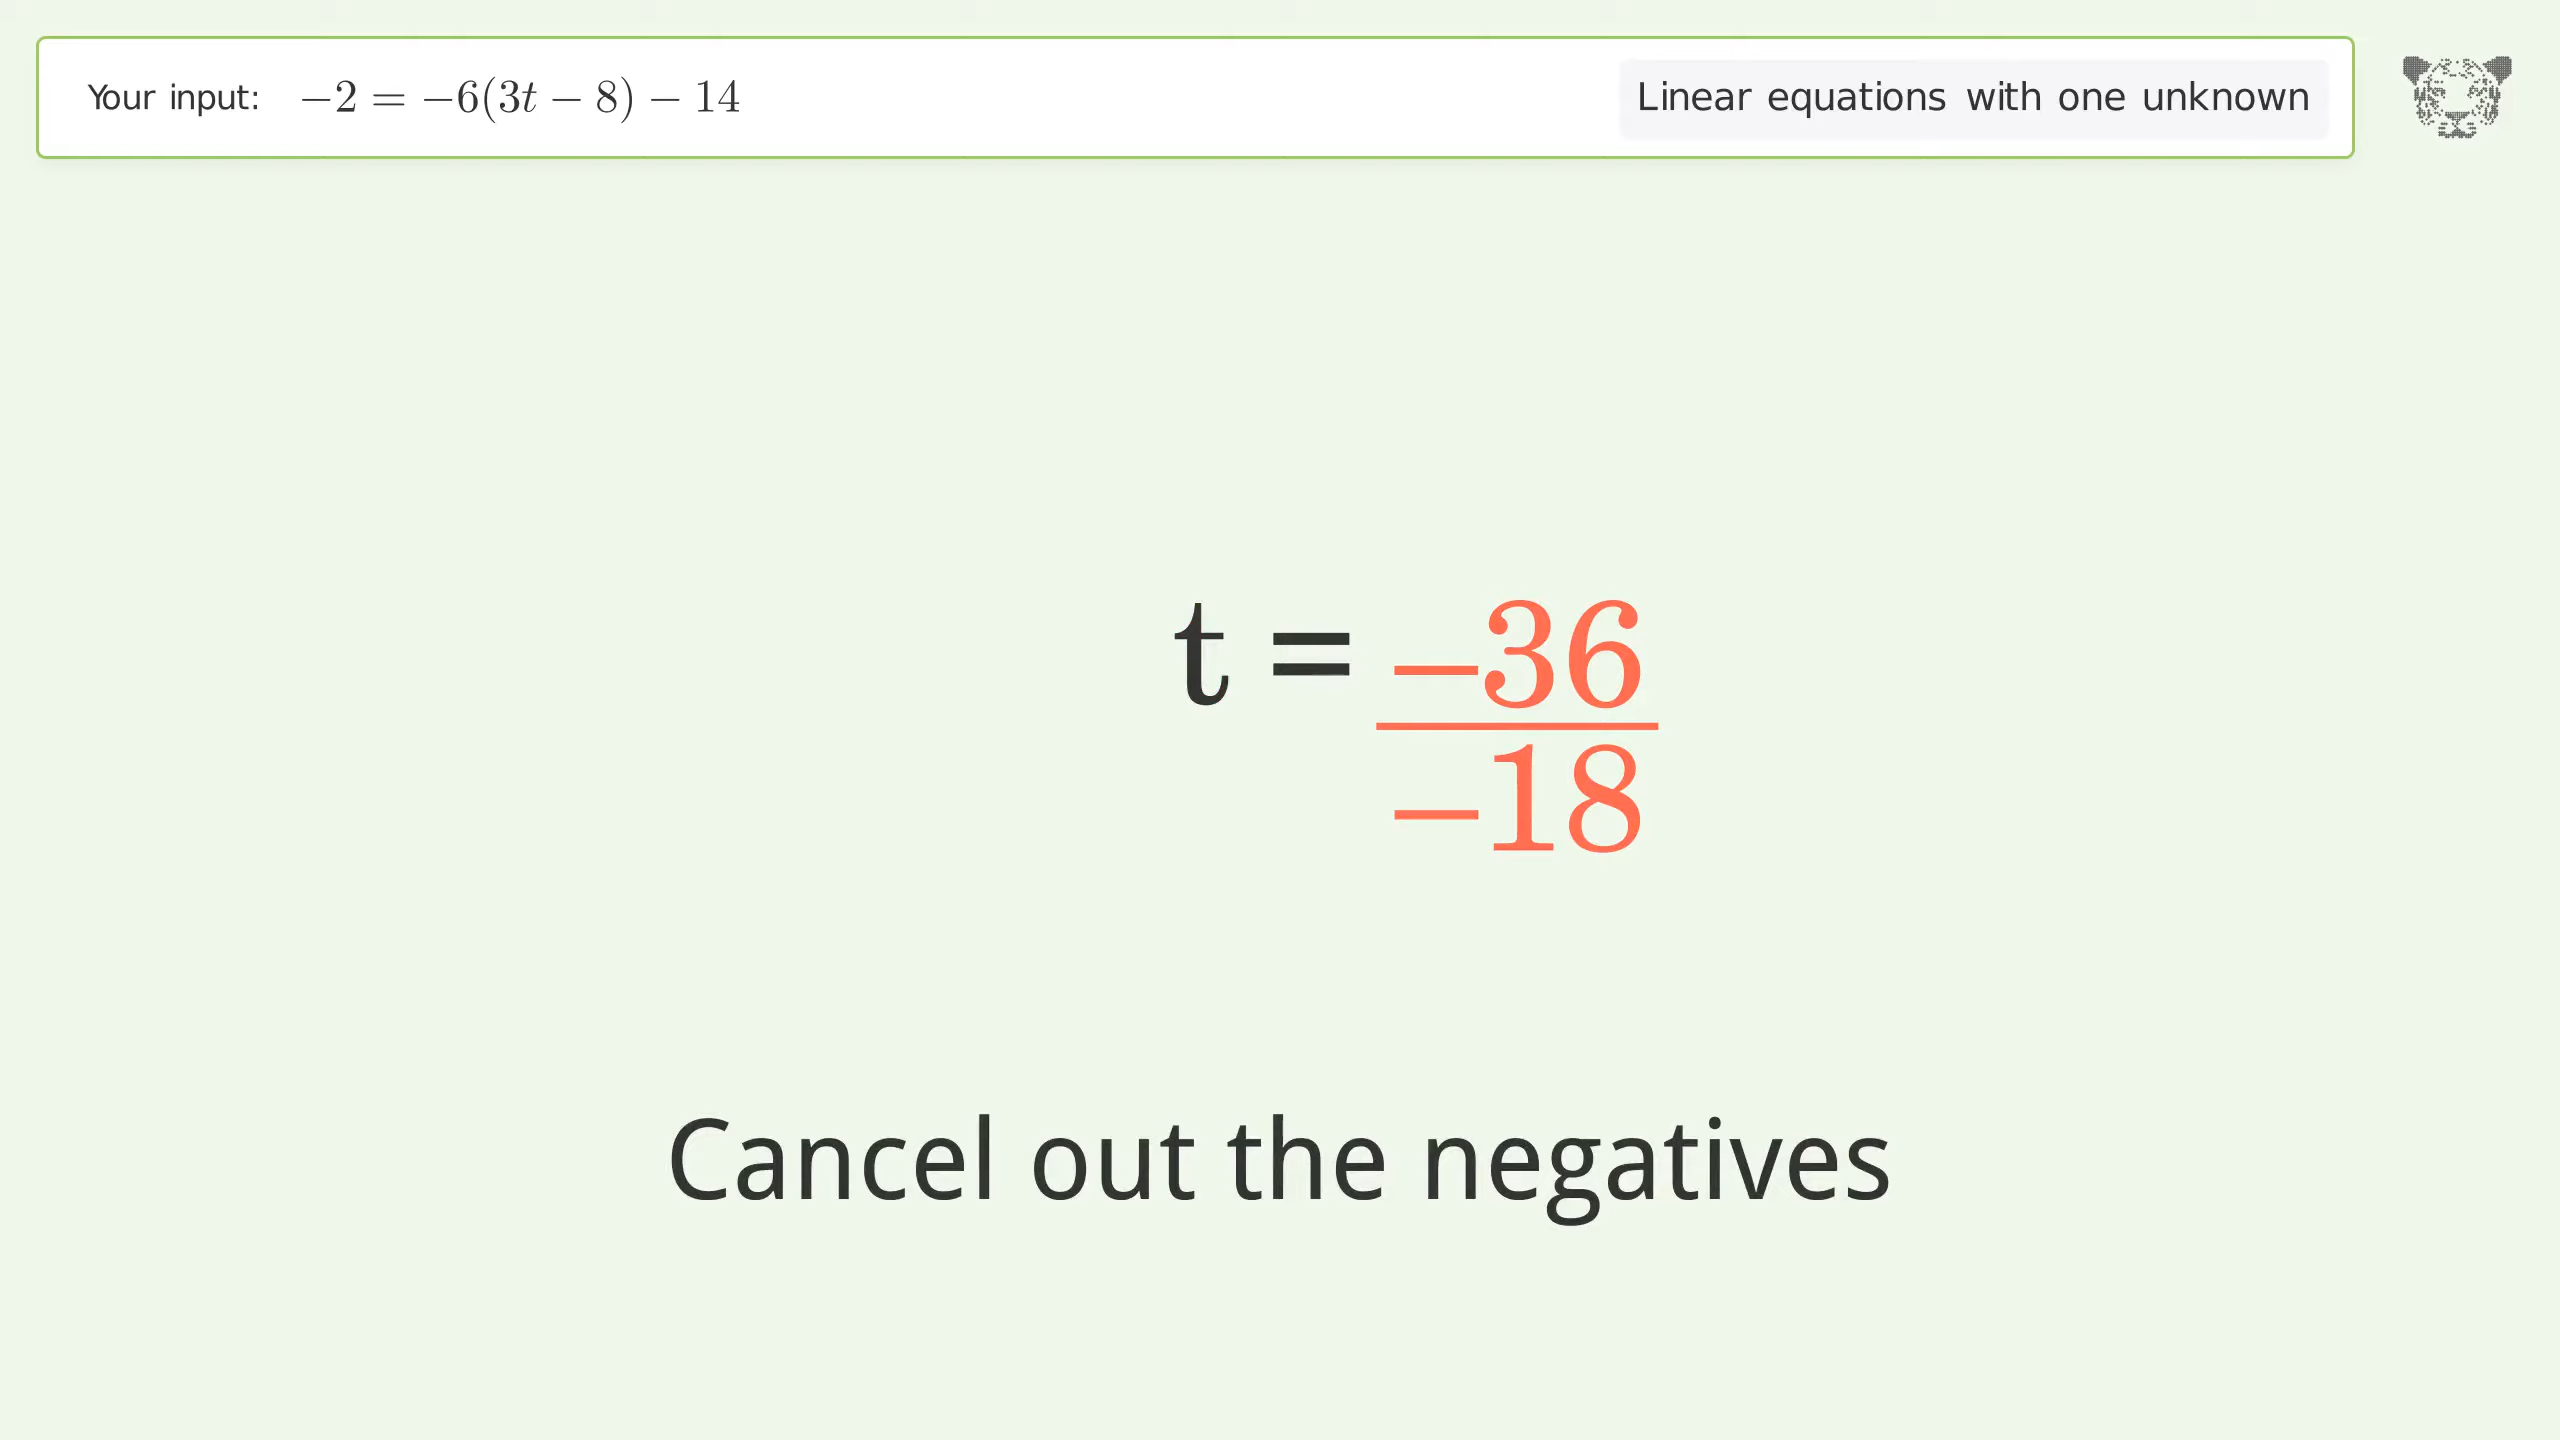 Your input: −2 = −6(3t − 8) − 14
Linear equations with one unknown
t = −36/−18
Cancel out the negatives